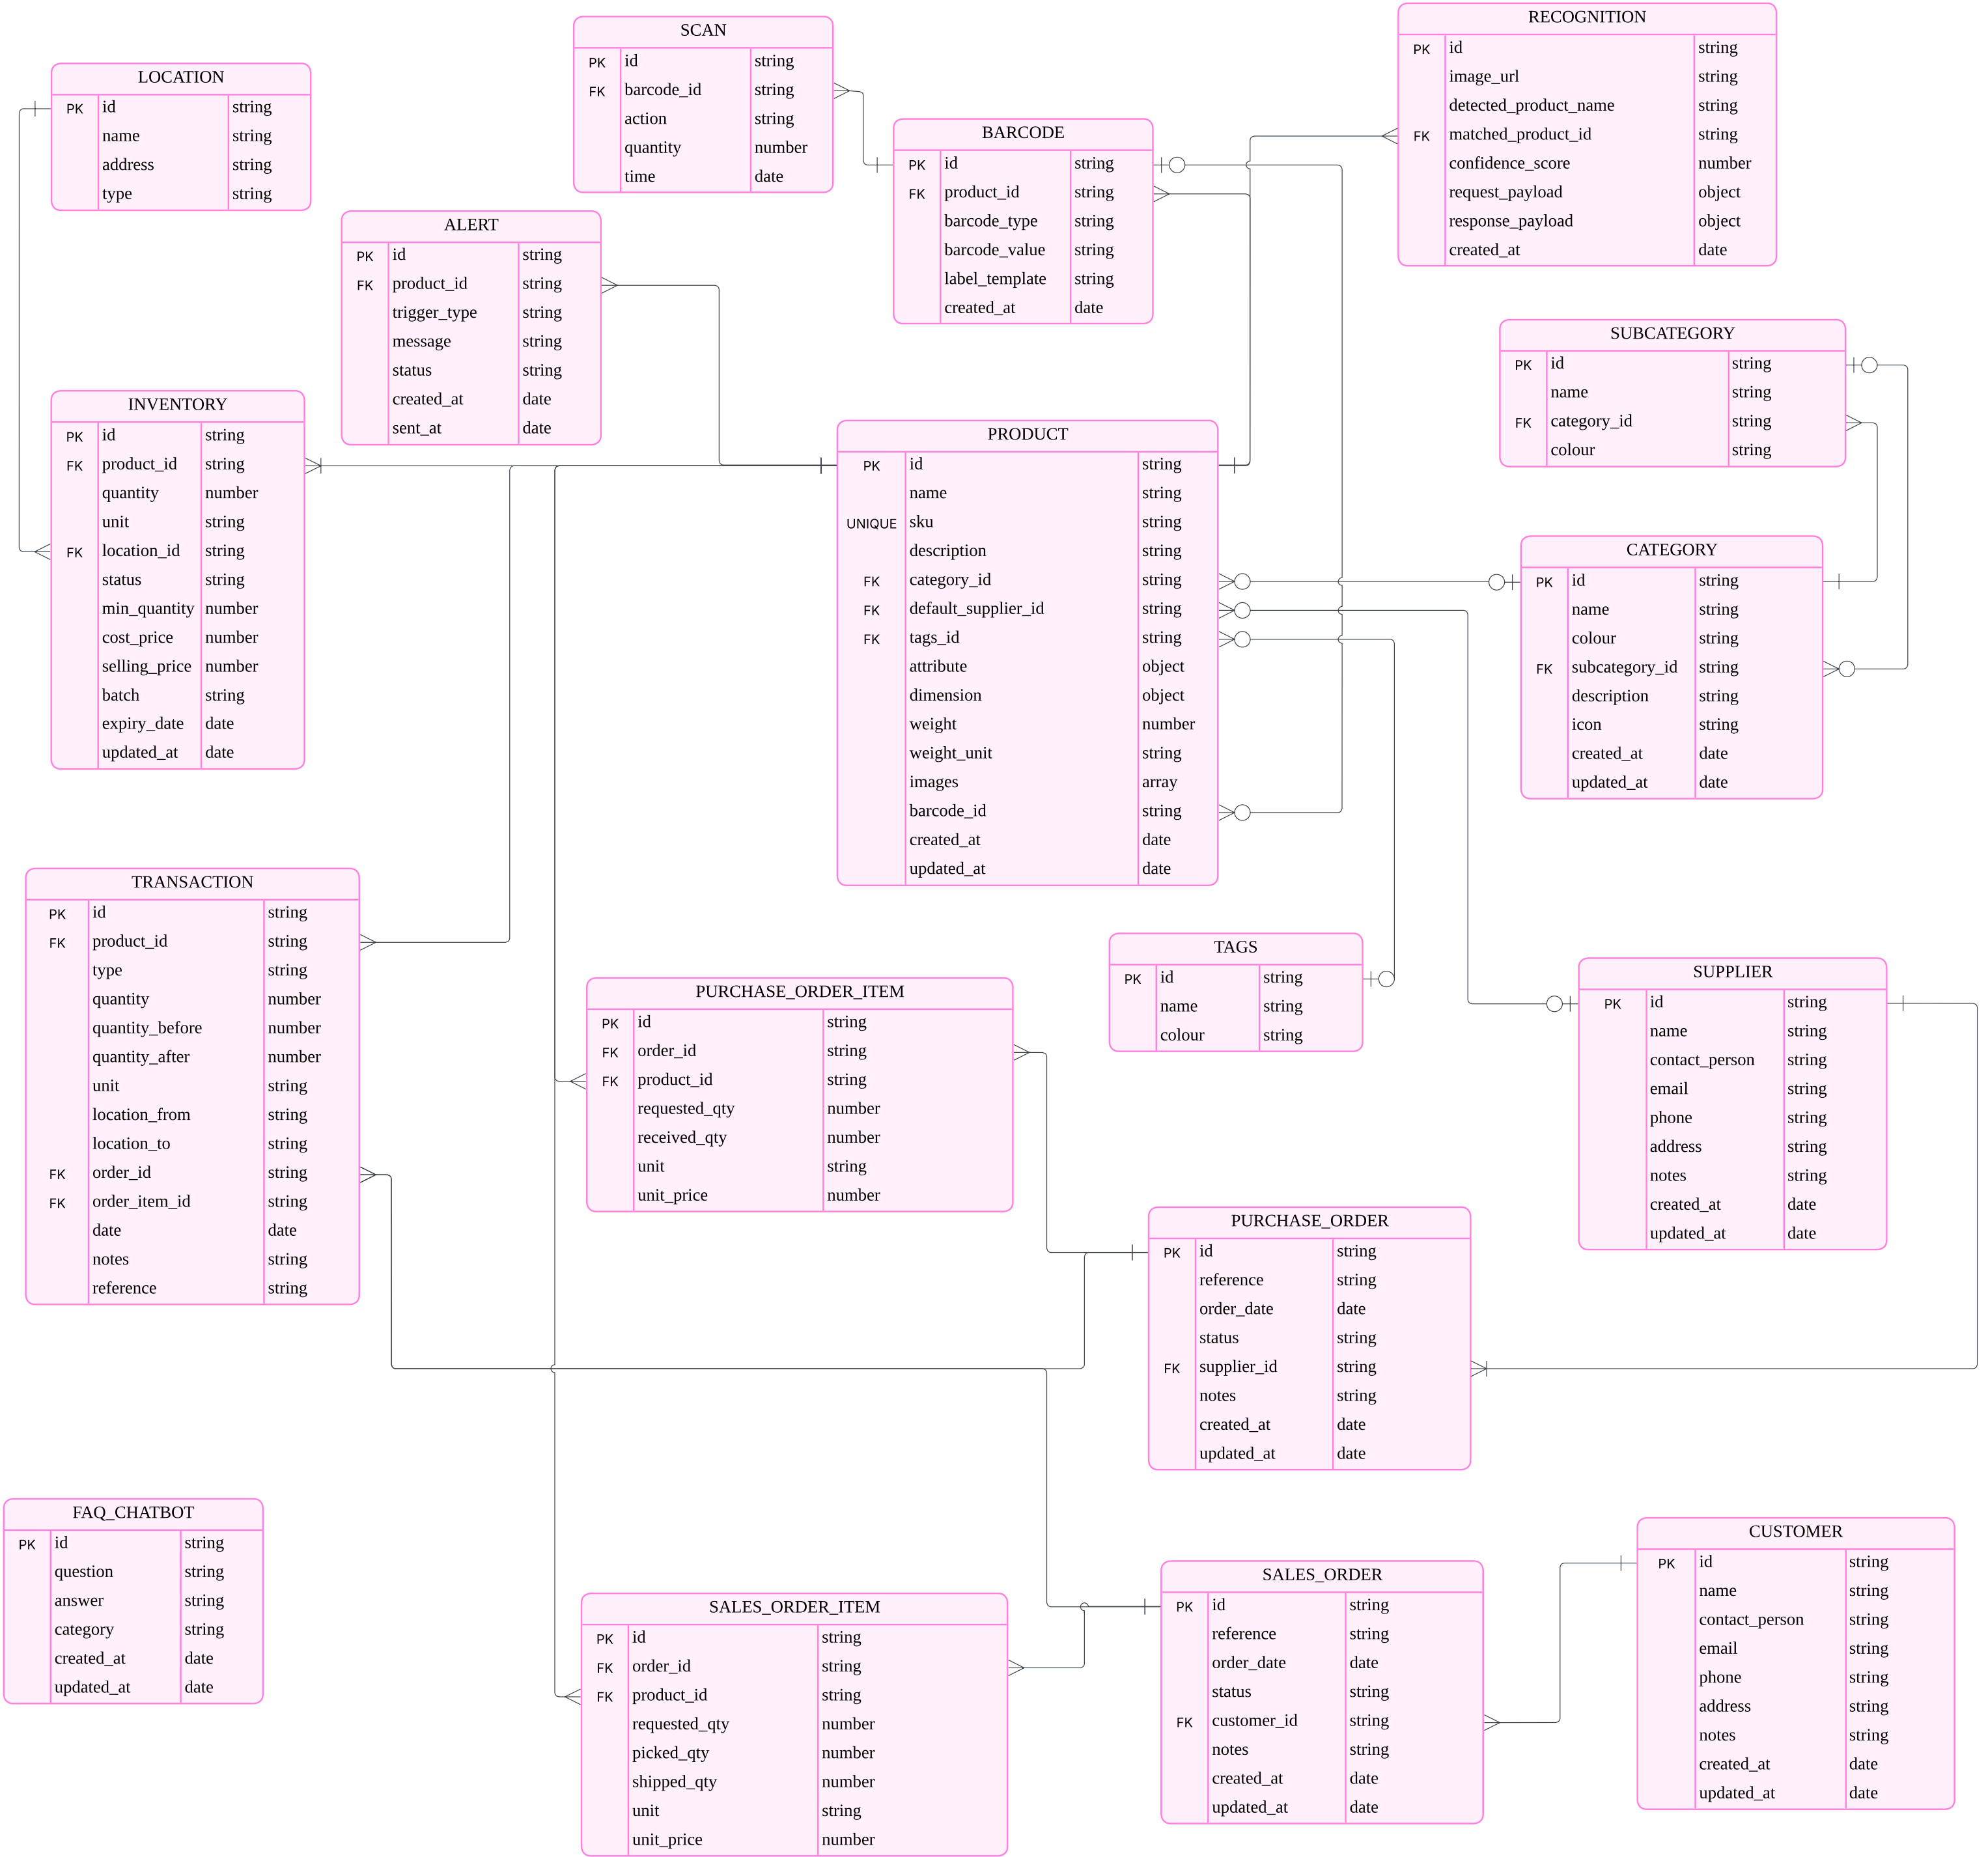 SCAN
PK id string
FK barcode_id string
action string
quantity number
time date
RECOGNITION
PK id string
image_url string
detected_product_name string
FK matched_product_id string
confidence_score number
request_payload object
response_payload object
created_at date
LOCATION
PK id string
name string
address string
type string
BARCODE
PK id string
FK product_id string
barcode_type string
barcode_value string
label_template string
created_at date
ALERT
PK id string
FK product_id string
trigger_type string
message string
status string
created_at date
sent_at date
SUBCATEGORY
PK id string
name string
FK category_id string
colour string
INVENTORY
PK id string
FK product_id string
quantity number
unit string
FK location_id string
status string
min_quantity number
cost_price number
selling_price number
batch string
expiry_date date
updated_at date
PRODUCT
PK id string
name string
UNIQUE sku string
description string
FK category_id string
FK default_supplier_id string
FK tags_id string
attribute object
dimension object
weight number
weight_unit string
images array
barcode_id string
created_at date
updated_at date
CATEGORY
PK id string
name string
colour string
FK subcategory_id string
description string
icon string
created_at date
updated_at date
TRANSACTION
PK id string
FK product_id string
type string
quantity number
quantity_before number
quantity_after number
unit string
location_from string
location_to string
FK order_id string
FK order_item_id string
date date
notes string
reference string
PURCHASE_ORDER_ITEM
PK id string
FK order_id string
FK product_id string
requested_qty number
received_qty number
unit string
unit_price number
TAGS
PK id string
name string
colour string
SUPPLIER
PK id string
name string
contact_person string
email string
phone string
address string
notes string
created_at date
updated_at date
PURCHASE_ORDER
PK id string
reference string
order_date date
status string
FK supplier_id string
notes string
created_at date
updated_at date
FAQ_CHATBOT
PK id string
question string
answer string
category string
created_at date
updated_at date
SALES_ORDER_ITEM
PK id string
FK order_id string
FK product_id string
requested_qty number
picked_qty number
shipped_qty number
unit string
unit_price number
SALES_ORDER
PK id string
reference string
order_date date
status string
FK customer_id string
notes string
created_at date
updated_at date
CUSTOMER
PK id string
name string
contact_person string
email string
phone string
address string
notes string
created_at date
updated_at date